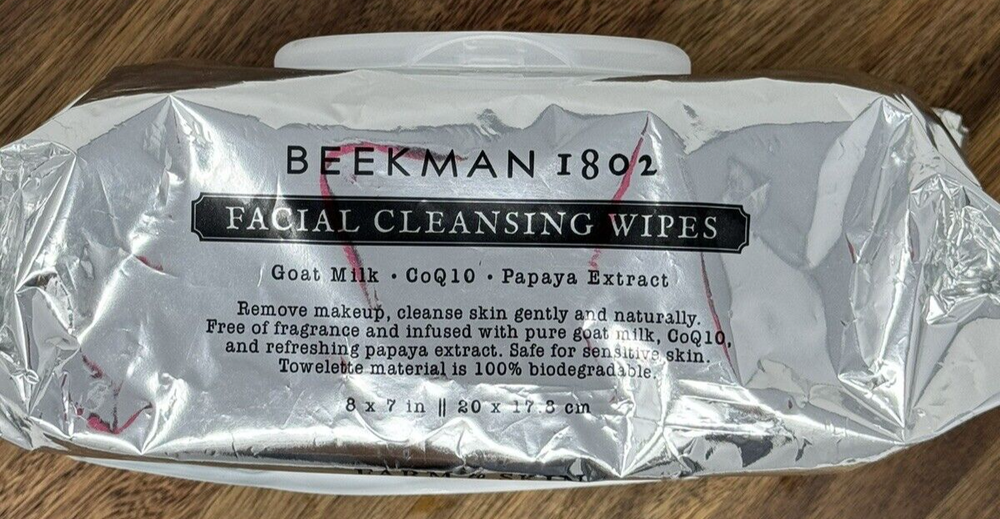 BEEKMAN 1802
FACIAL CLEANSING WIPES
Goat Milk · CoQ10 · Papaya Extract
Remove makeup, cleanse skin gently and naturally.
Free of fragrance and infused with pure goat milk, CoQ10,
and refreshing papaya extract. Safe for sensitive skin.
Towelette material is 100% biodegradable.
8 x 7 in || 20 x 17.8 cm